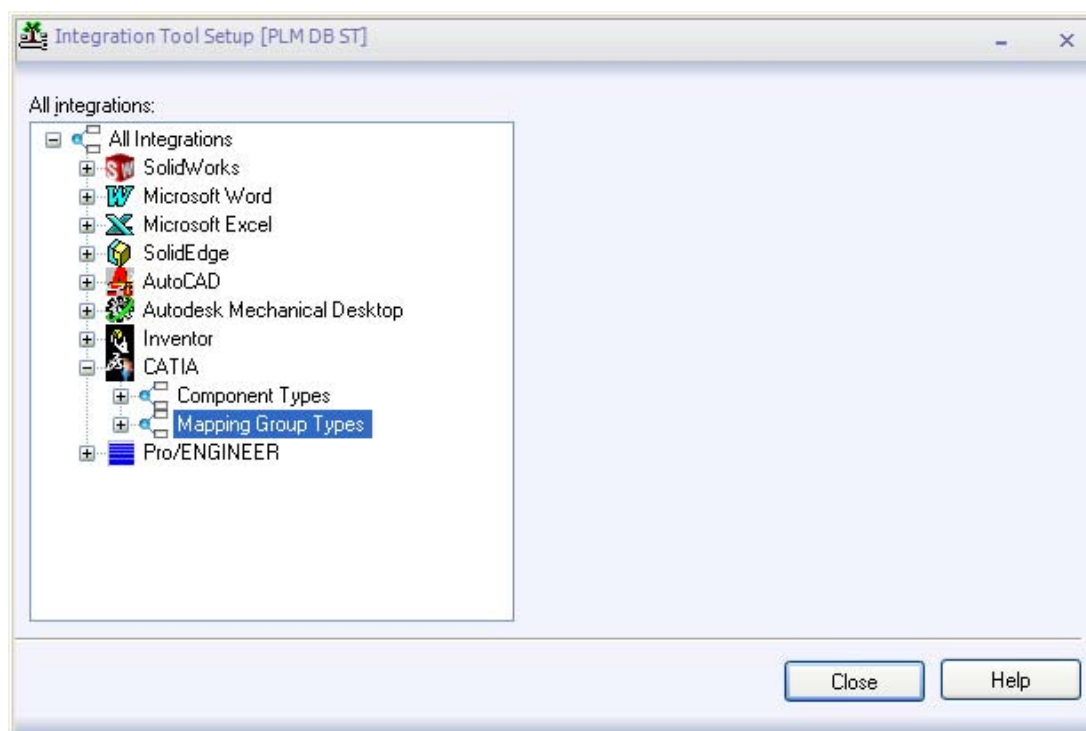 Integration Tool Setup [PLM DB ST]
All integrations:
All Integrations
SolidWorks
Microsoft Word
Microsoft Excel
SolidEdge
AutoCAD
Autodesk Mechanical Desktop
Inventor
CATIA
Component Types
Mapping Group Types
Pro/ENGINEER
Close Help